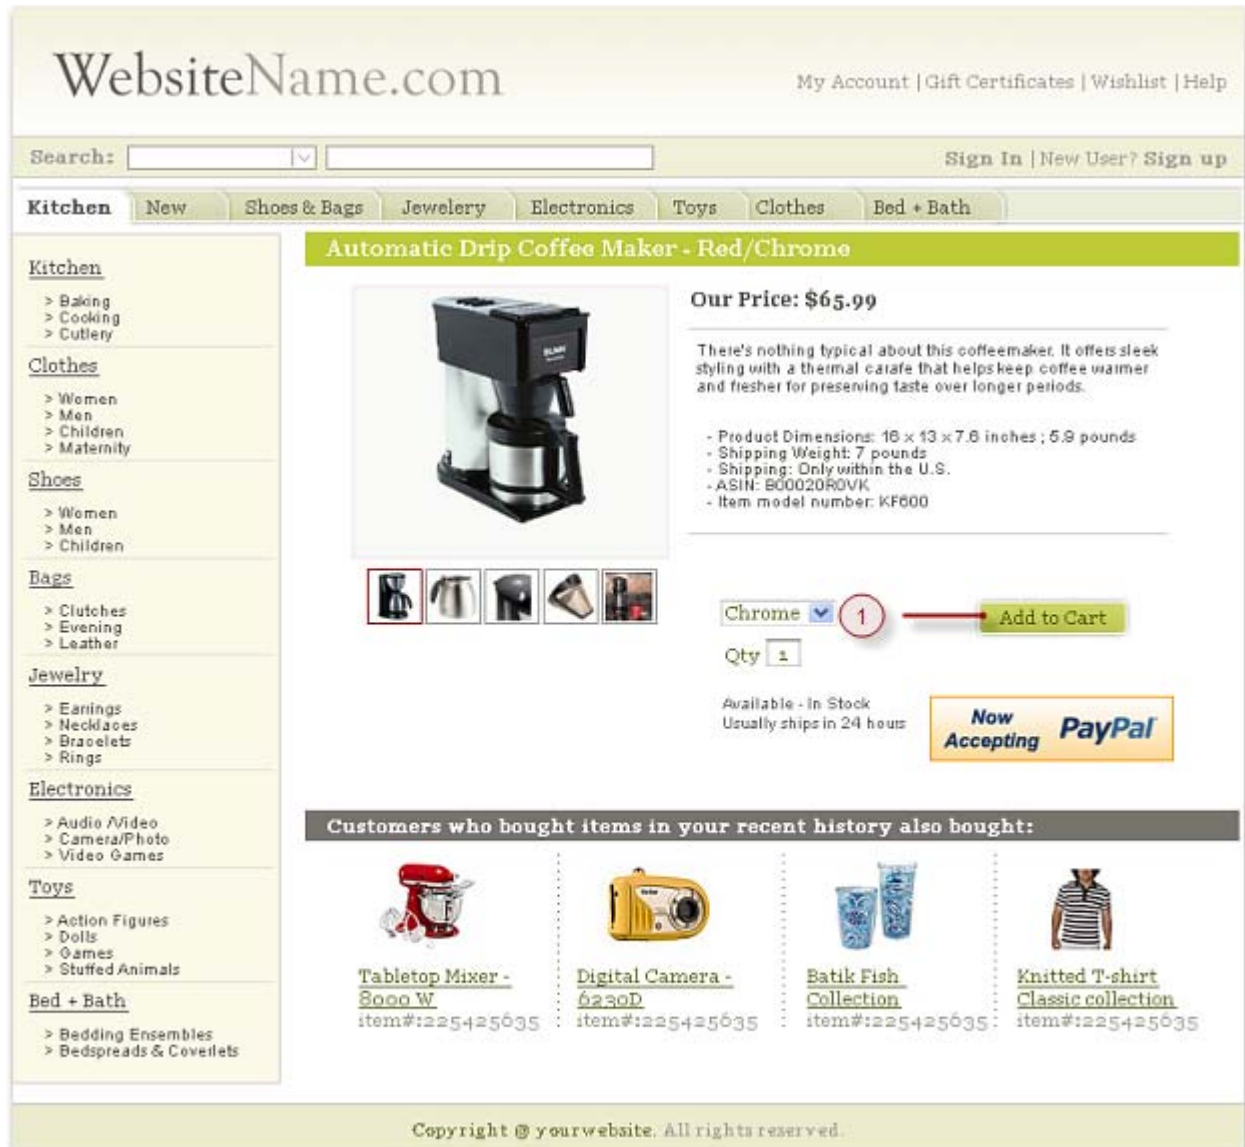 WebsiteName.com
My Account | Gift Certificates | Wishlist | Help
Search:
Sign In | New User? Sign up
Kitchen New Shoes & Bags Jewelery Electronics Toys Clothes Bed + Bath
Kitchen
> Baking
> Cooking
> Cutlery
Clothes
> Women
> Men
> Children
> Maternity
Shoes
> Women
> Men
> Children
Bags
> Clutches
> Evening
> Leather
Jewelry
> Earrings
> Necklaces
> Bracelets
> Rings
Electronics
> Audio /Video
> Camera/Photo
> Video Games
Toys
> Action Figures
> Dolls
> Games
> Stuffed Animals
Bed + Bath
> Bedding Ensembles
> Bedspreads & Coverlets
Automatic Drip Coffee Maker - Red/Chrome
BUNN
Our Price: $65.99
There's nothing typical about this coffeemaker. It offers sleek
styling with a thermal carafe that helps keep coffee warmer
and fresher for preserving taste over longer periods.
- Product Dimensions: 16 x 13 x 7.6 inches ; 5.9 pounds
- Shipping Weight: 7 pounds
- Shipping: Only within the U.S.
- ASIN: B00020R0VK
- Item model number: KF600
Chrome
1
Add to Cart
Qty 1
Available - In Stock
Usually ships in 24 hours
Now
Accepting
PayPal
Customers who bought items in your recent history also bought:
Tabletop Mixer -
8000 W
item#:225425635
Digital Camera -
6230D
item#:225425635
Batik Fish
Collection
item#:225425635
Knitted T-shirt
Classic collection
item#:225425635
Copyright @ yourwebsite. All rights reserved.